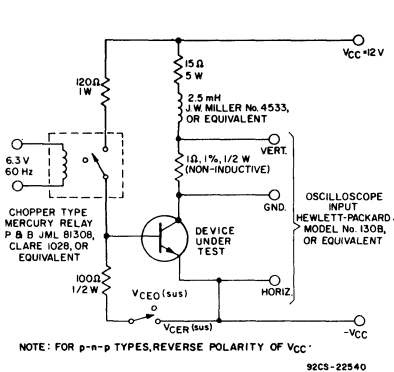 VCC=12V
120Ω
1W
15Ω
5 W
2.5 mH
J.W. MILLER No. 4533,
OR EQUIVALENT
VERT.
1Ω, 1%, 1/2 W
(NON-INDUCTIVE)
6.3 V
60 Hz
GND.
OSCILLOSCOPE
INPUT
HEWLETT-PACKARD
MODEL No. 130B,
OR EQUIVALENT
CHOPPER TYPE
MERCURY RELAY
P & B JML 8130B,
CLARE 102B, OR
EQUIVALENT
DEVICE
UNDER
TEST
100Ω
1/2 W
HORIZ.
VCEO(sus)
VCER(sus)
-VCC
NOTE: FOR p-n-p TYPES, REVERSE POLARITY OF VCC.
92CS-22540